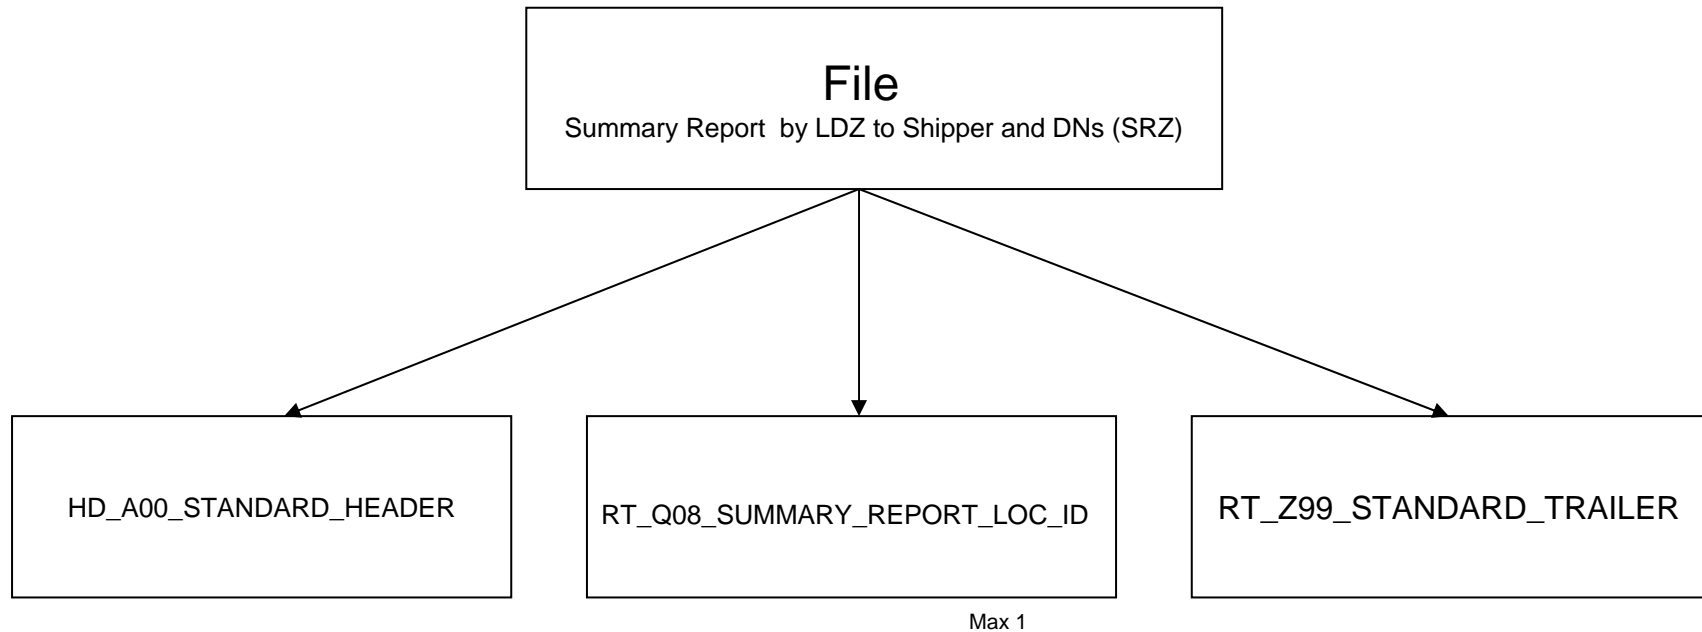 File
Summary Report by LDZ to Shipper and DNs (SRZ)
HD_A00_STANDARD_HEADER
RT_Q08_SUMMARY_REPORT_LOC_ID
RT_Z99_STANDARD_TRAILER
Max 1